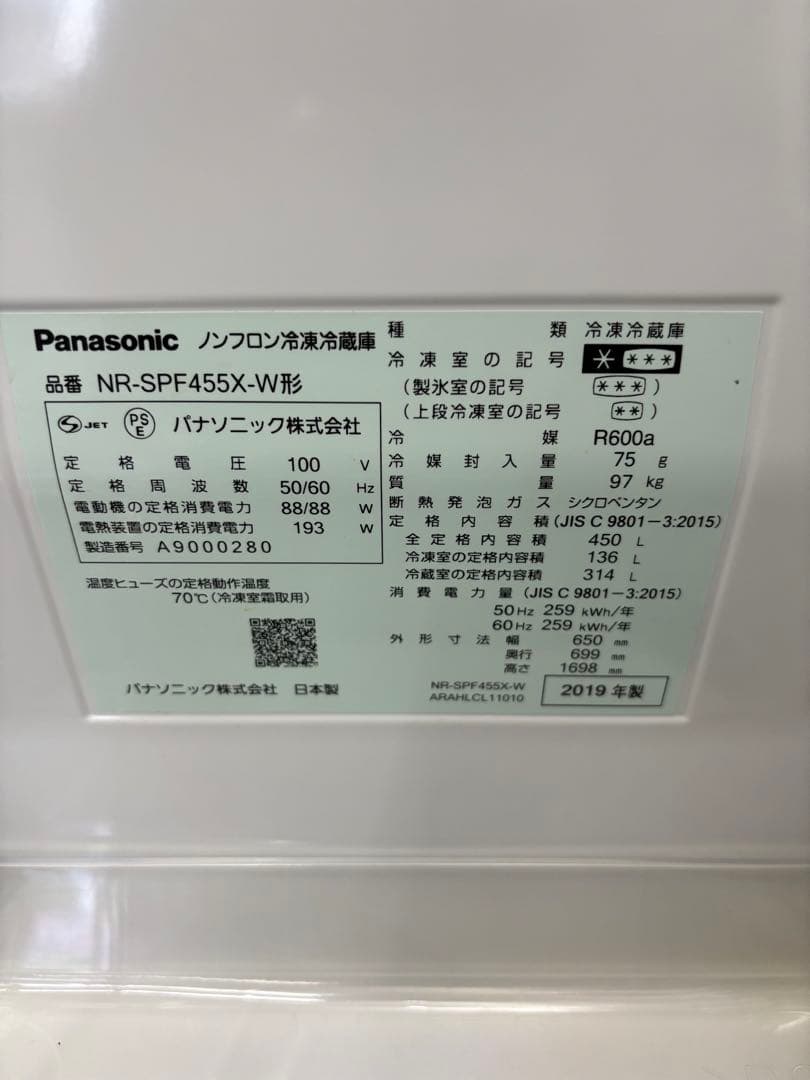 Panasonic ノンフロン冷凍冷蔵庫
品番 NR-SPF455X-W形
JET PSE パナソニック株式会社
定格電圧 100 V
定格周波数 50/60 Hz
電動機の定格消費電力 88/88 W
電熱装置の定格消費電力 193 W
製造番号 A9000280
温度ヒューズの定格動作温度
70℃(冷凍室霜取用)
パナソニック株式会社 日本製
種類 冷凍冷蔵庫
冷凍室の記号 * ***
(製氷室の記号 ***)
(上段冷凍室の記号 **)
冷媒 R600a
冷媒封入量 75 g
質量 97 kg
断熱発泡ガス シクロペンタン
定格内容積(JIS C 9801-3:2015)
全定格内容積 450 L
冷凍室の定格内容積 136 L
冷蔵室の定格内容積 314 L
消費電力量(JIS C 9801-3:2015)
50Hz 259 kWh/年
60Hz 259 kWh/年
外形寸法 幅 650 mm
奥行 699 mm
高さ 1698 mm
NR-SPF455X-W
ARAHLCL11010
2019年製